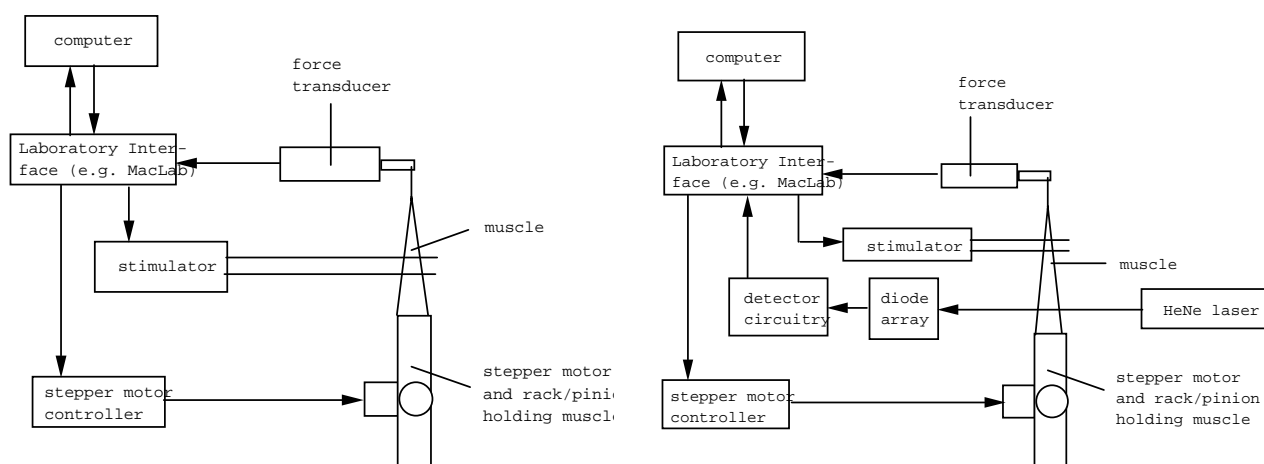 computer
force
transducer
Laboratory Inter-
face (e.g. MacLab)
muscle
stimulator
stepper motor
and rack/pinio
holding muscle
stepper motor
controller
computer
force
transducer
Laboratory Inter-
face (e.g. MacLab)
stimulator
muscle
detector
circuitry
diode
array
HeNe laser
stepper motor
and rack/pinion
holding muscle
stepper motor
controller